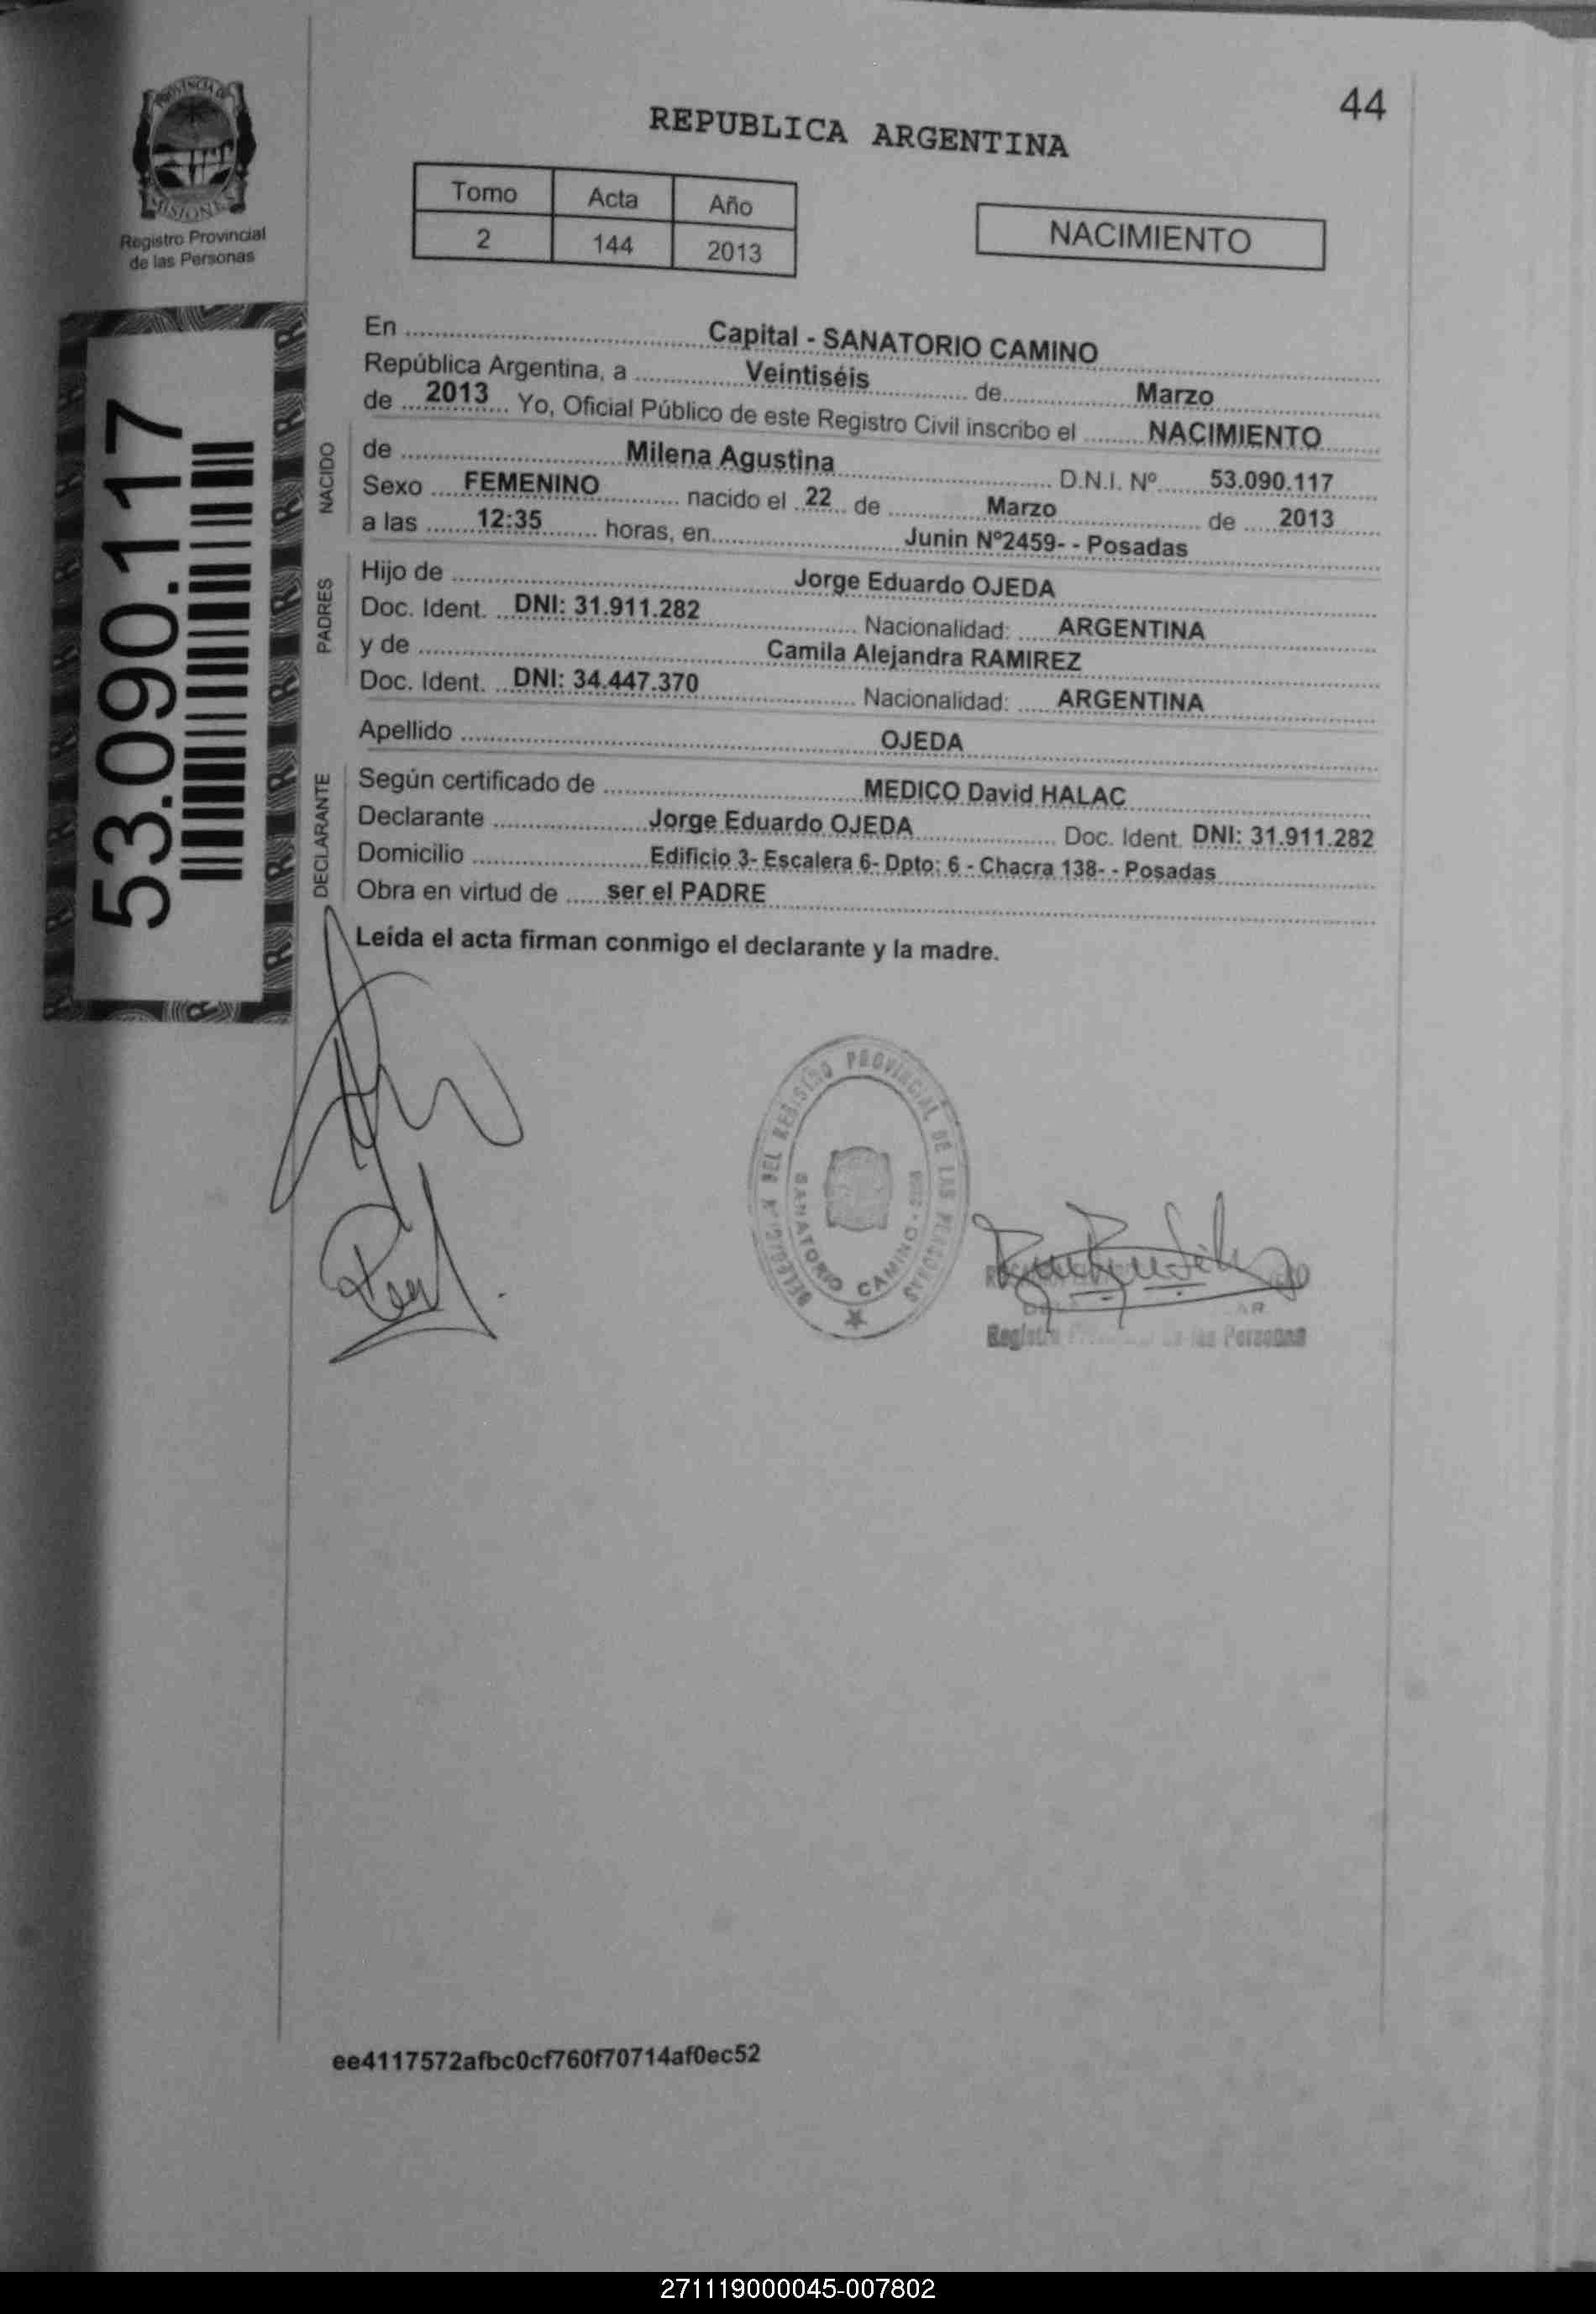 44
REPUBLICA ARGENTINA
PROVINCIA DE
MISIONES
Registro Provincial
de las Personas
Tomo Acta Año
2 144 2013
NACIMIENTO
53.090.117
En Capital - SANATORIO CAMINO
República Argentina, a Veintiséis de Marzo
de 2013 Yo, Oficial Público de este Registro Civil inscribo el NACIMIENTO
NACIDO
de Milena Agustina D.N.I. Nº 53.090.117
Sexo FEMENINO nacido el 22 de Marzo de 2013
a las 12:35 horas, en Junin Nº2459- - Posadas
PADRES
Hijo de Jorge Eduardo OJEDA
Doc. Ident. DNI: 31.911.282 Nacionalidad: ARGENTINA
y de Camila Alejandra RAMIREZ
Doc. Ident. DNI: 34.447.370 Nacionalidad: ARGENTINA
Apellido OJEDA
DECLARANTE
Según certificado de MEDICO David HALAC
Declarante Jorge Eduardo OJEDA Doc. Ident. DNI: 31.911.282
Domicilio Edificio 3- Escalera 6- Dpto: 6 - Chacra 138- - Posadas
Obra en virtud de ser el PADRE
Leída el acta firman conmigo el declarante y la madre.
DEL REGISTRO PROVINCIAL DE LAS PERSONAS
SANATORIO CAMINO
las Personas
ee4117572afbc0cf760f70714af0ec52
271119000045-007802